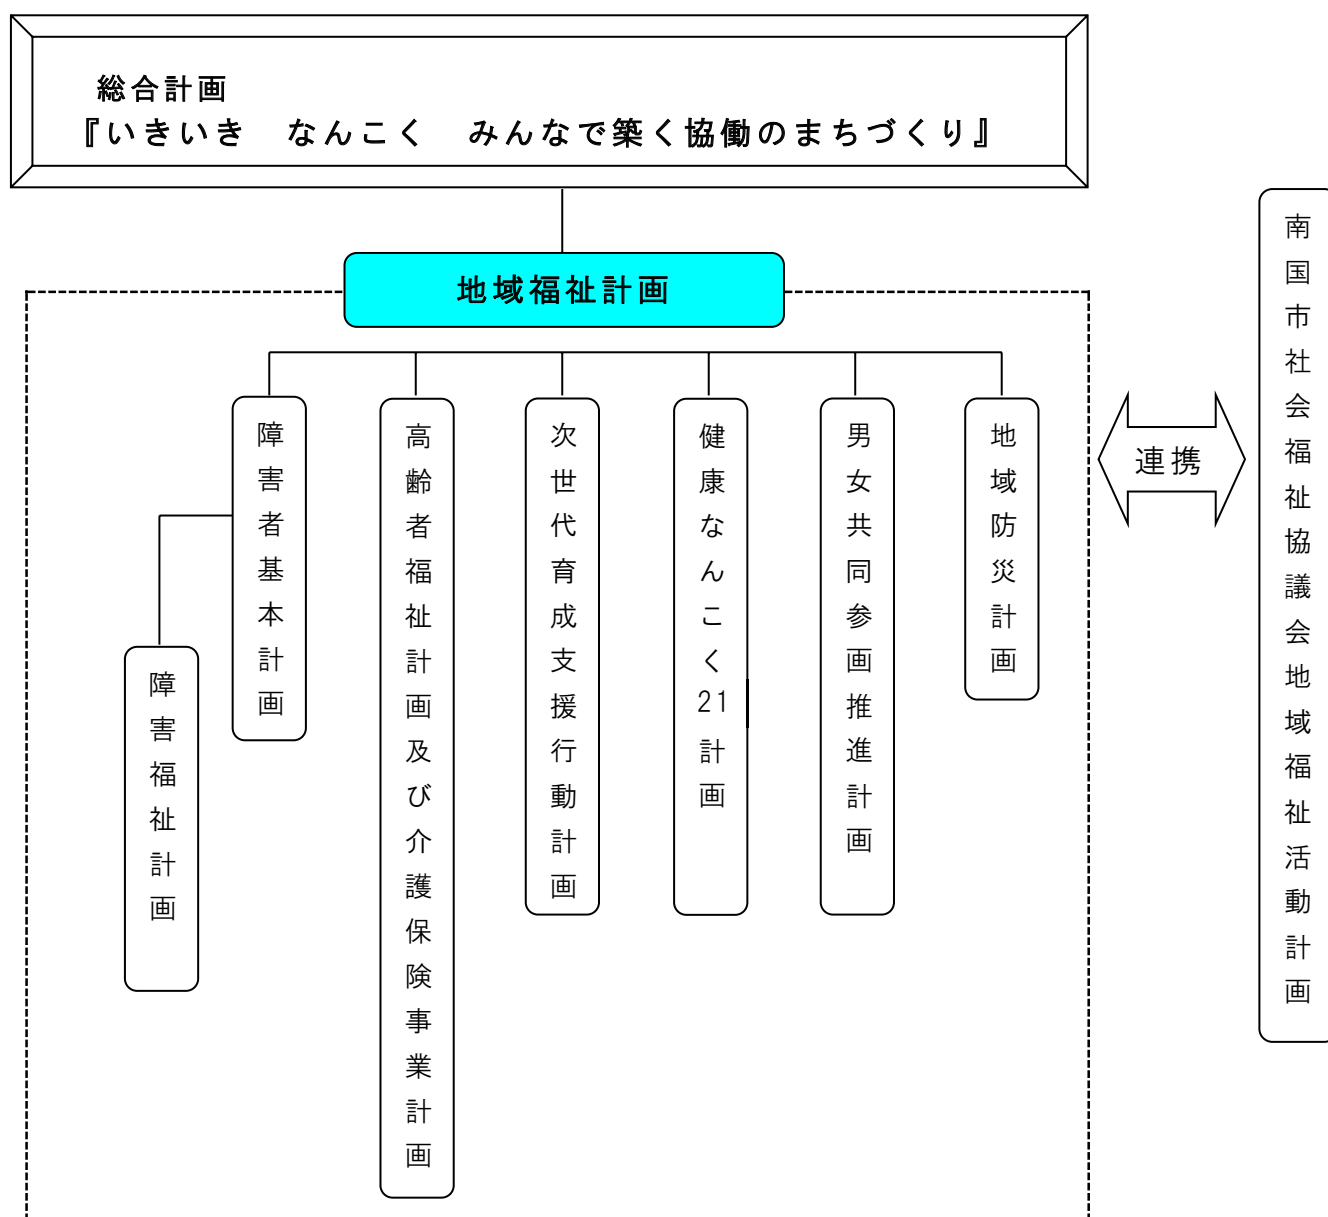 総合計画
『いきいき　なんこく　みんなで築く協働のまちづくり』
地域福祉計画
障害者基本計画
障害福祉計画
高齢者福祉計画及び介護保険事業計画
次世代育成支援行動計画
健康なんこく21計画
男女共同参画推進計画
地域防災計画
連携
南国市社会福祉協議会地域福祉活動計画